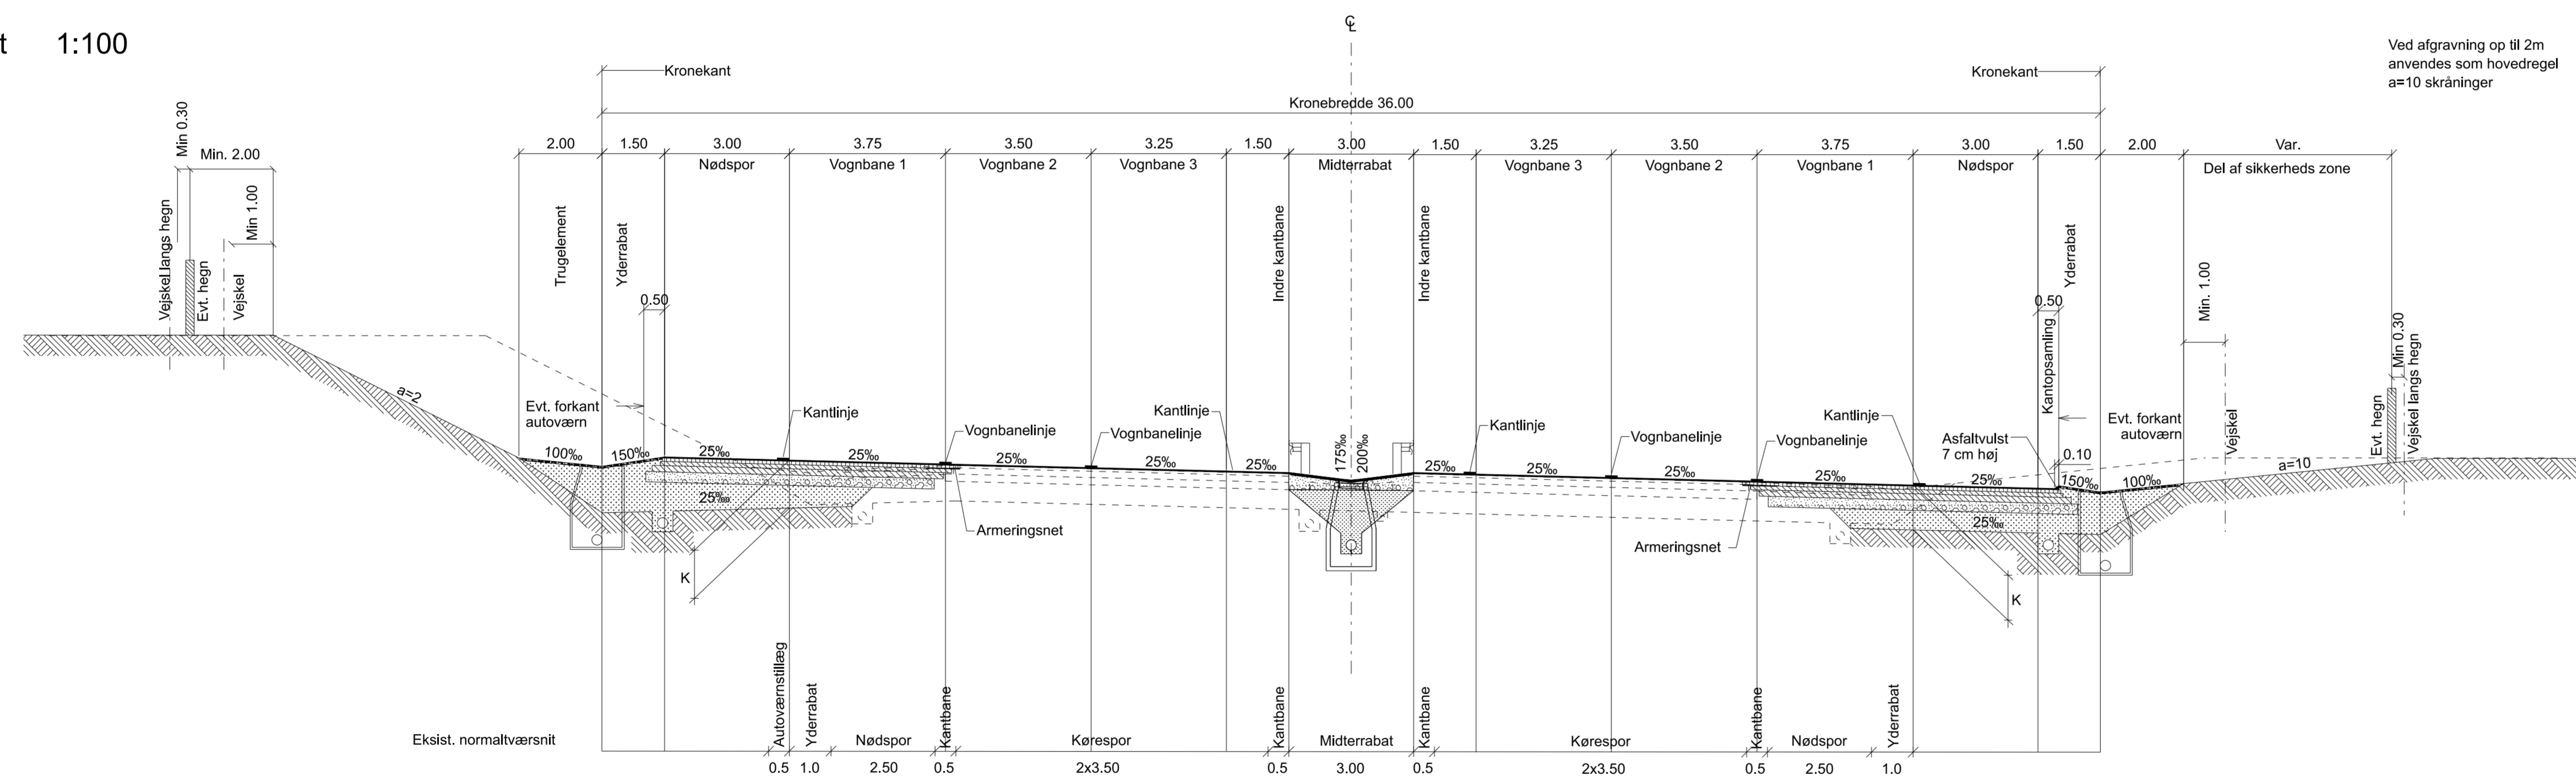 t 1:100
℄
Ved afgravning op til 2m
anvendes som hovedregel
a=10 skråninger
Kronekant
Kronekant
Kronebredde 36.00
Min 0.30
Min. 2.00
2.00
1.50
3.00
3.75
3.50
3.25
1.50
3.00
1.50
3.25
3.50
3.75
3.00
1.50
2.00
Var.
Nødspor
Vognbane 1
Vognbane 2
Vognbane 3
Midterrabat
Vognbane 3
Vognbane 2
Vognbane 1
Nødspor
Del af sikkerheds zone
Vejskel langs hegn
Evt. hegn
Vejskel
Min 1.00
Trugelement
Yderrabat
0.50
Indre kantbane
Indre kantbane
0.50
Kantopsamling
Yderrabat
Min. 1.00
Min 0.30
Vejskel
Evt. hegn
Vejskel langs hegn
a=2
Evt. forkant
autoværn
Kantlinje
Vognbanelinje
Vognbanelinje
Kantlinje
Kantlinje
Vognbanelinje
Vognbanelinje
Kantlinje
Asfaltvulst
7 cm høj
0.10
Evt. forkant
autoværn
a=10
100‰
150‰
25‰
25‰
25‰
25‰
25‰
175‰
200‰
25‰
25‰
25‰
25‰
25‰
150‰
100‰
25‰
25‰
Armeringsnet
Armeringsnet
K
K
Eksist. normaltværsnit
Autoværnstillæg
Yderrabat
Nødspor
Kantbane
Kørespor
Kantbane
Midterrabat
Kantbane
Kørespor
Kantbane
Nødspor
Yderrabat
0.5
1.0
2.50
0.5
2x3.50
0.5
3.00
0.5
2x3.50
0.5
2.50
1.0